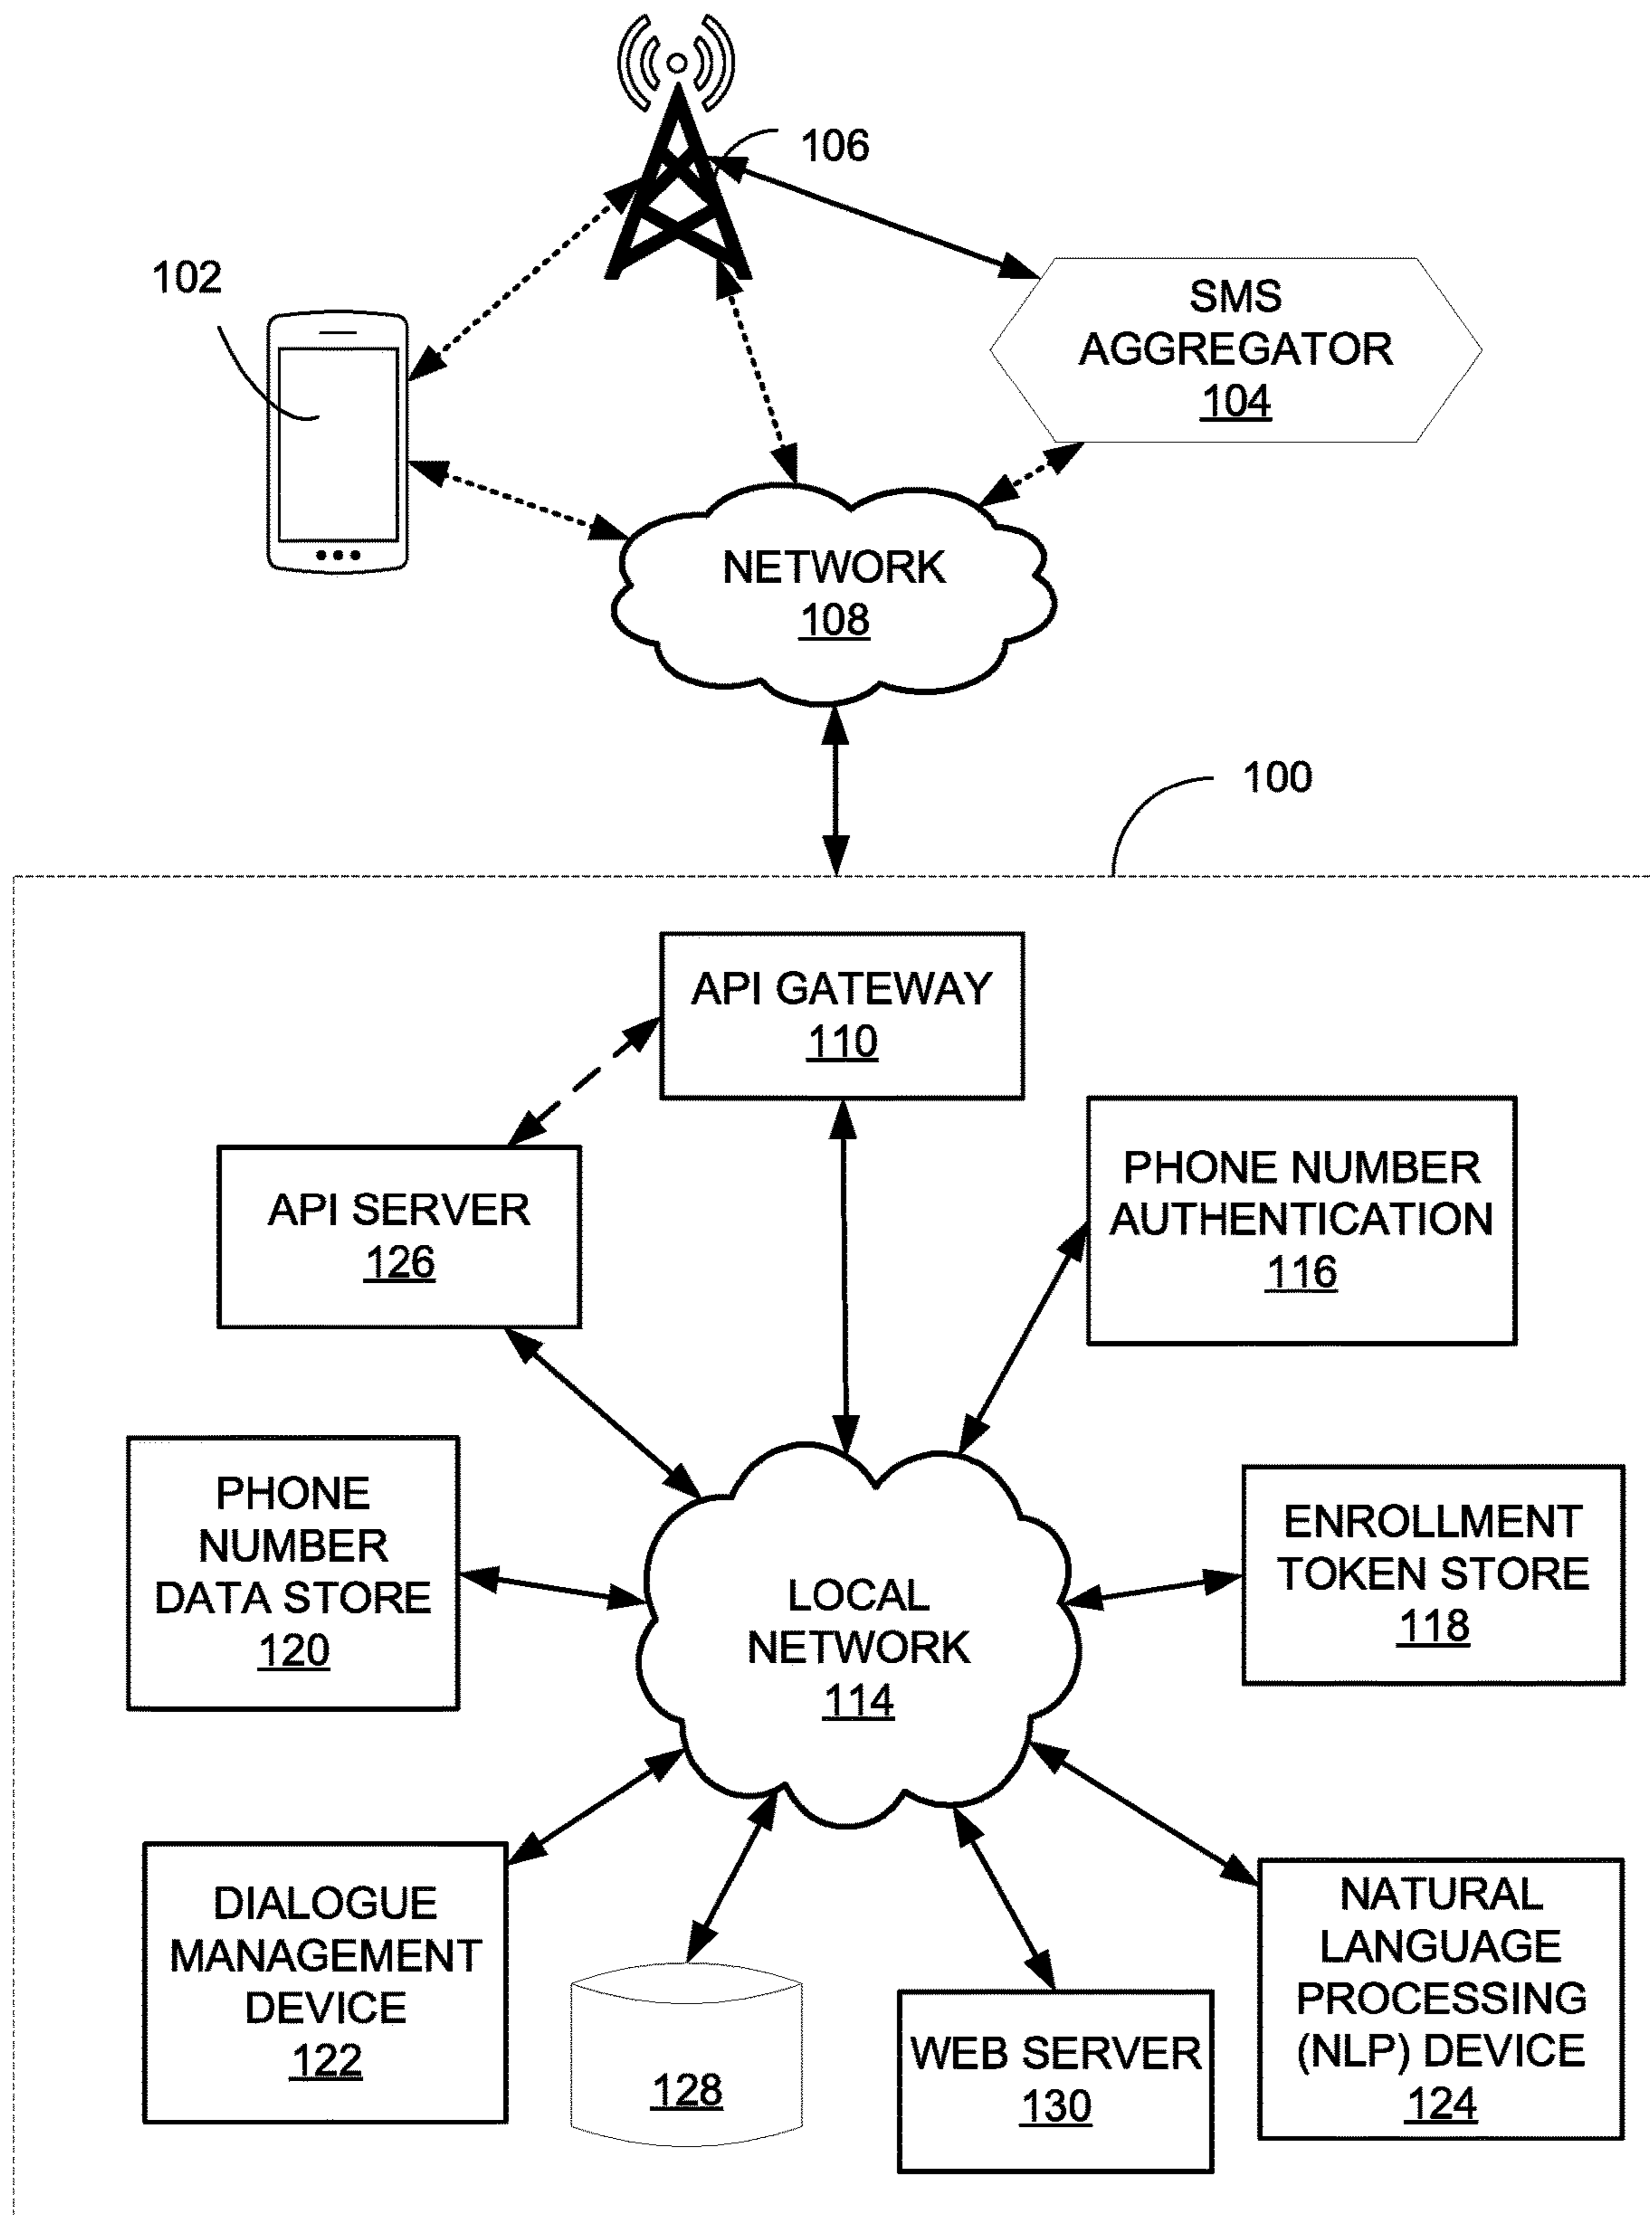 106
102
SMS
AGGREGATOR
104
NETWORK
108
100
API GATEWAY
110
PHONE NUMBER
AUTHENTICATION
116
API SERVER
126
PHONE
NUMBER
DATA STORE
120
ENROLLMENT
TOKEN STORE
118
LOCAL
NETWORK
114
DIALOGUE
MANAGEMENT
DEVICE
122
128
WEB SERVER
130
NATURAL
LANGUAGE
PROCESSING
(NLP) DEVICE
124